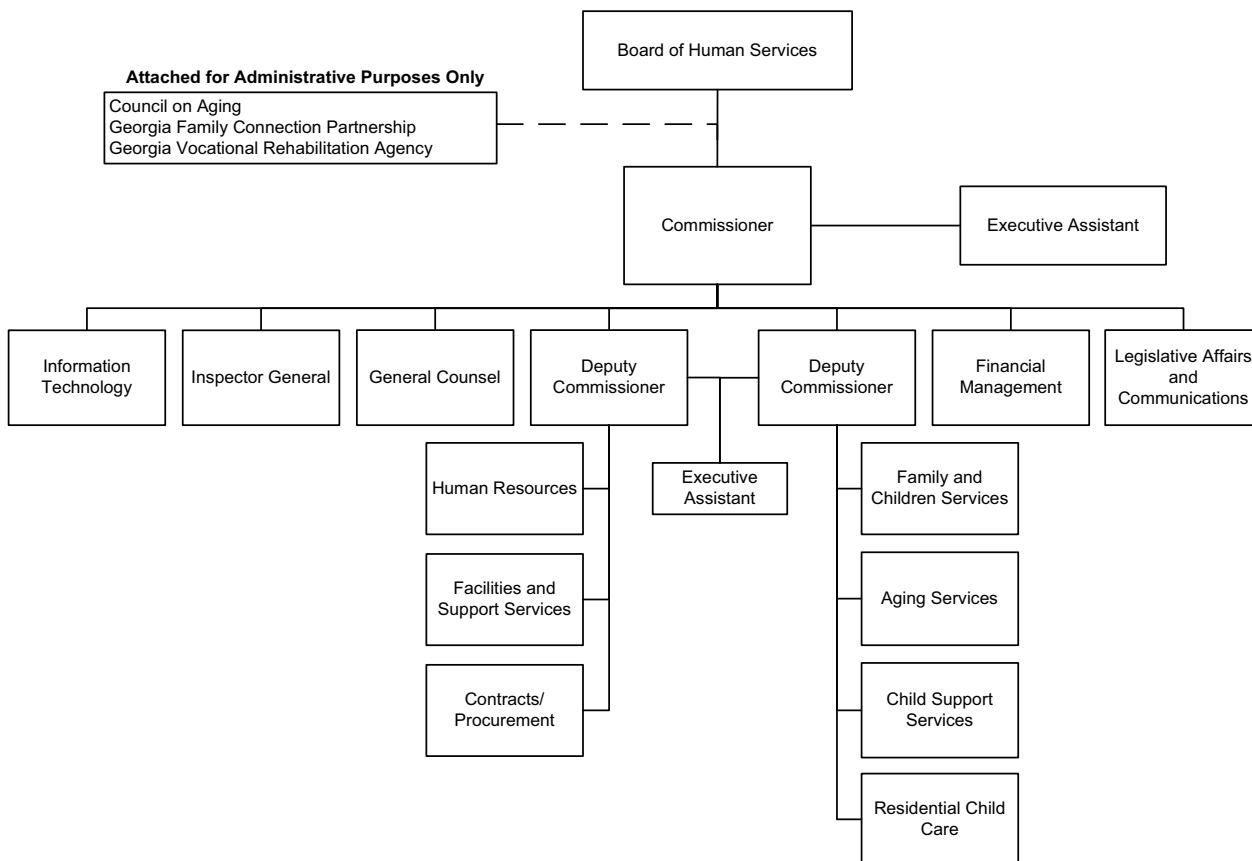 Board of Human Services
Attached for Administrative Purposes Only
Council on Aging
Georgia Family Connection Partnership
Georgia Vocational Rehabilitation Agency
Commissioner
Executive Assistant
Information
Technology
Inspector General
General Counsel
Deputy
Commissioner
Deputy
Commissioner
Financial
Management
Legislative Affairs
and
Communications
Human Resources
Executive
Assistant
Family and
Children Services
Facilities and
Support Services
Aging Services
Contracts/
Procurement
Child Support
Services
Residential Child
Care